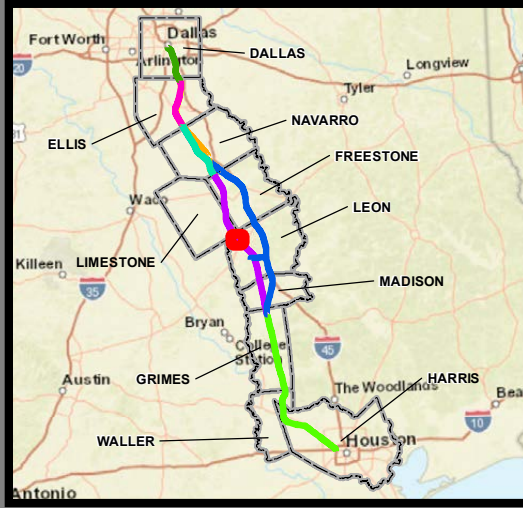 Dallas
Fort Worth
DALLAS
Arlington
20
Longview
Tyler
NAVARRO
ELLIS
FREESTONE
Waco
LEON
LIMESTONE
Killeen
MADISON
35
Bryan
45
College
Station
GRIMES
HARRIS
Austin
The Woodlands
Bea
10
WALLER
Houston
Antonio